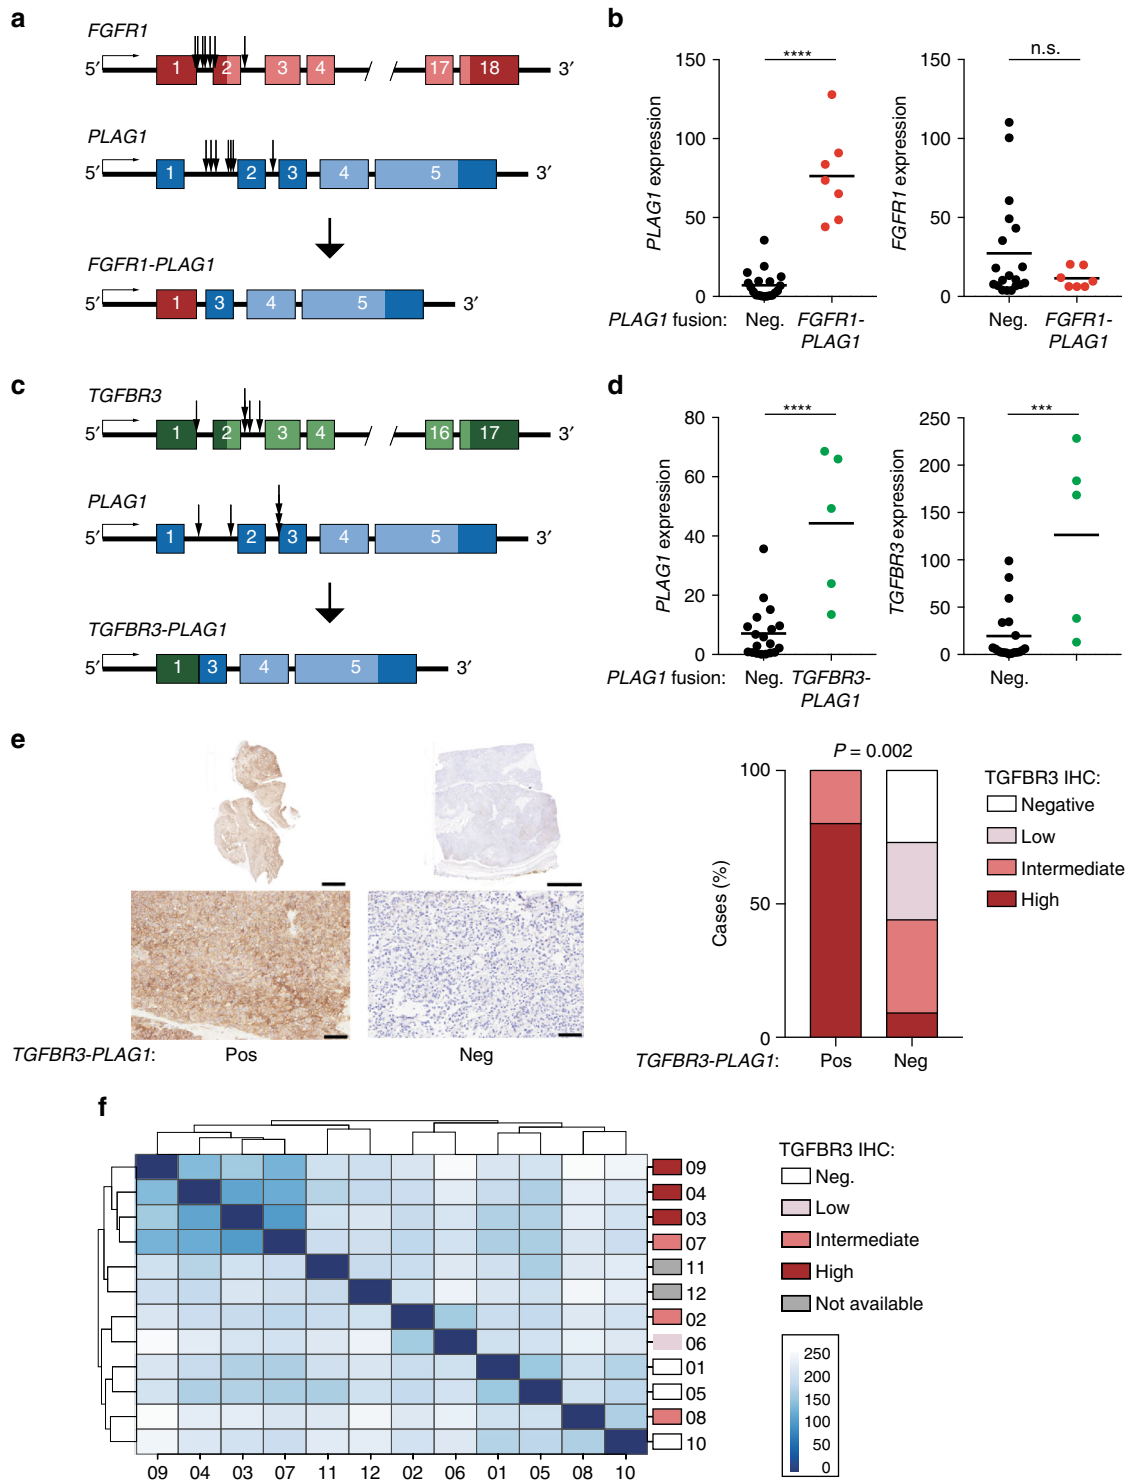 a
FGFR1
5′ 1 2 3 4 17 18 3′
PLAG1
5′ 1 2 3 4 5 3′
FGFR1-PLAG1
5′ 1 3 4 5 3′
b
****
150
100
50
0
PLAG1 expression
n.s.
150
100
50
0
FGFR1 expression
PLAG1 fusion: Neg. FGFR1-PLAG1
Neg. FGFR1-PLAG1
c
TGFBR3
5′ 1 2 3 4 16 17 3′
PLAG1
5′ 1 2 3 4 5 3′
TGFBR3-PLAG1
5′ 1 3 4 5 3′
d
****
80
60
40
20
0
PLAG1 expression
***
250
200
150
100
50
0
TGFBR3 expression
PLAG1 fusion: Neg. TGFBR3-PLAG1
Neg.
e
TGFBR3-PLAG1: Pos Neg
P = 0.002
100
50
0
Cases (%)
TGFBR3-PLAG1: Pos Neg
TGFBR3 IHC:
Negative
Low
Intermediate
High
f
09
04
03
07
11
12
02
06
01
05
08
10
09 04 03 07 11 12 02 06 01 05 08 10
TGFBR3 IHC:
Neg.
Low
Intermediate
High
Not available
250
200
150
100
50
0